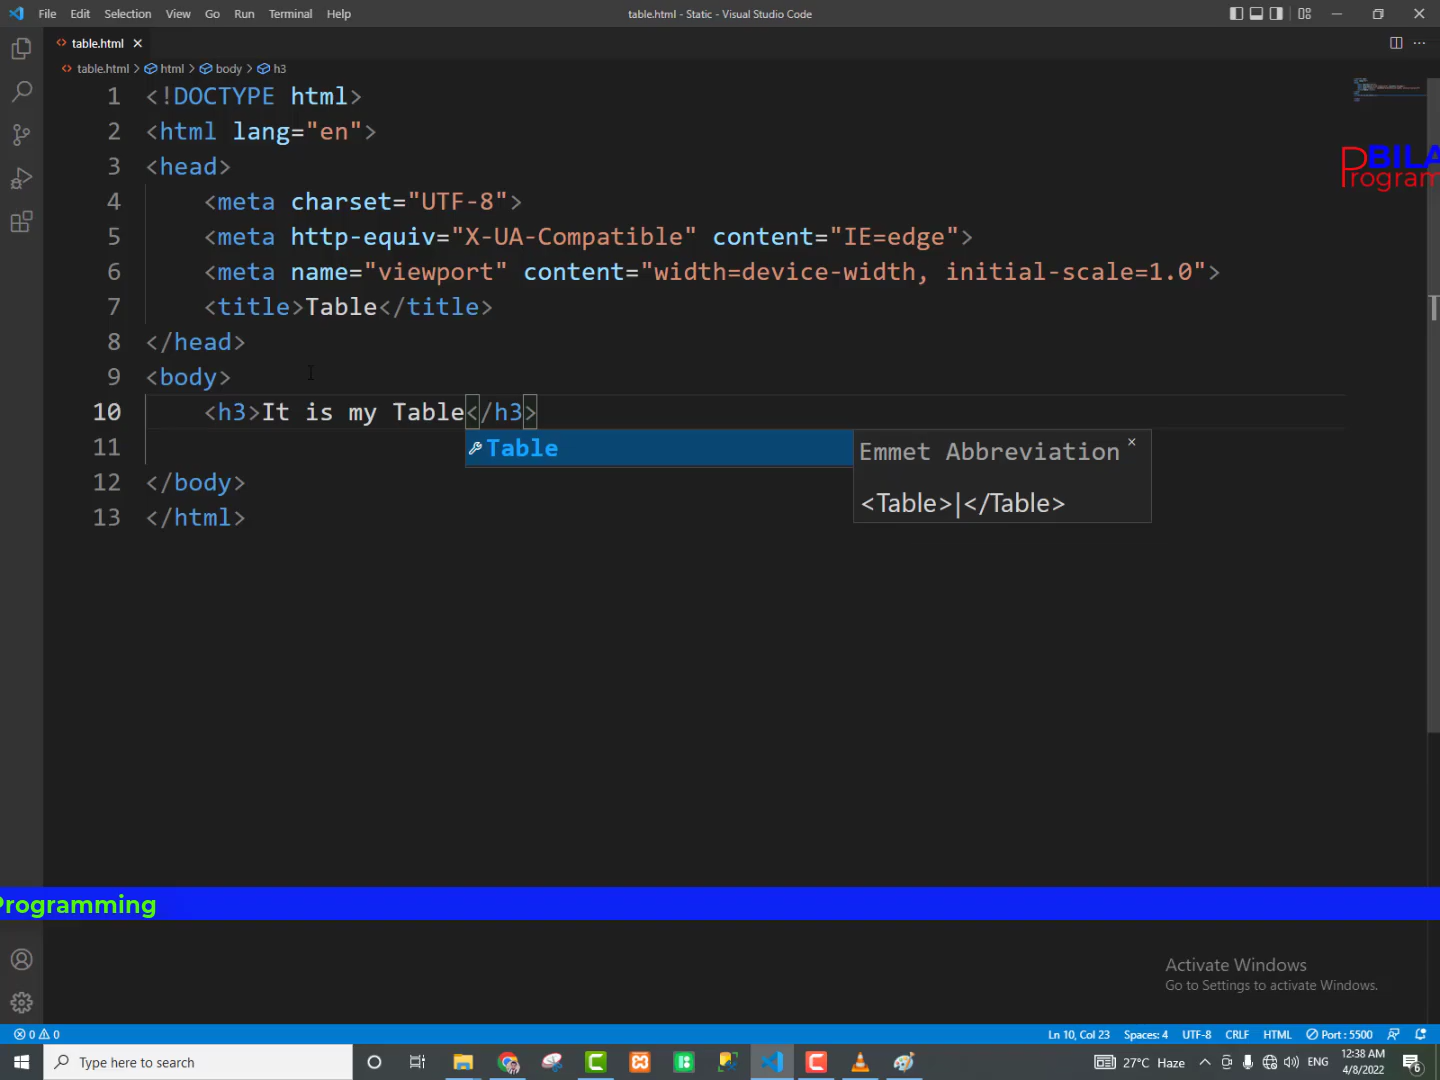 File Edit Selection View Go Run Terminal Help
table.html - Static - Visual Studio Code
table.html
table.html > html > body > h3
1 <!DOCTYPE html>
2 <html lang="en">
3 <head>
4 <meta charset="UTF-8">
5 <meta http-equiv="X-UA-Compatible" content="IE=edge">
6 <meta name="viewport" content="width=device-width, initial-scale=1.0">
7 <title>Table</title>
8 </head>
9 <body>
10 <h3>It is my Table</h3>
11
12 </body>
13 </html>
Table
Emmet Abbreviation
<Table>|</Table>
BILA
Program
Programming
Activate Windows
Go to Settings to activate Windows.
0 0
Ln 10, Col 23 Spaces: 4 UTF-8 CRLF HTML Port : 5500
Type here to search
27°C Haze
ENG
12:38 AM
4/8/2022
6